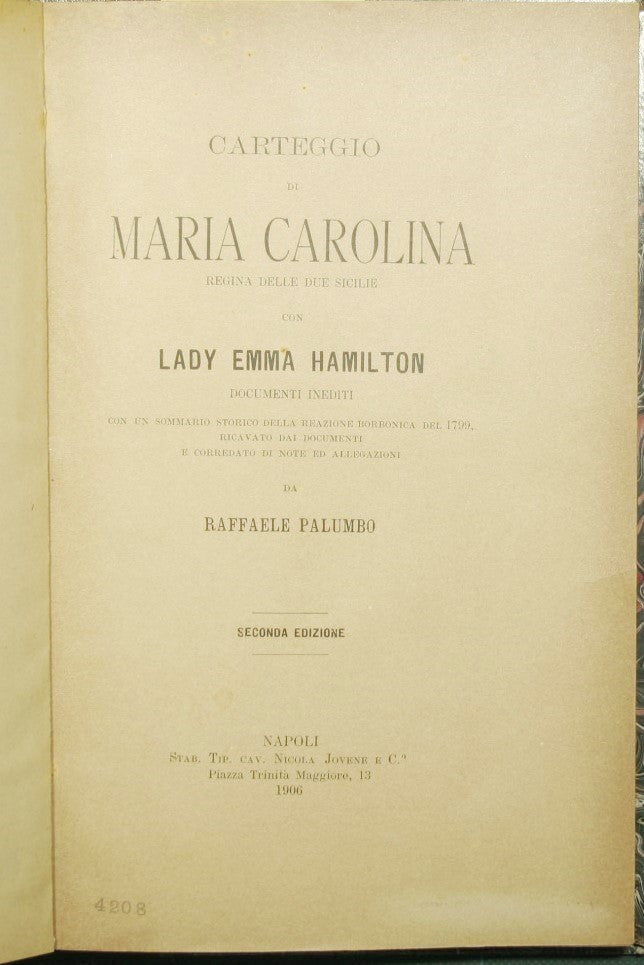 CARTEGGIO
DI
MARIA CAROLINA
REGINA DELLE DUE SICILIE
CON
LADY EMMA HAMILTON
DOCUMENTI INEDITI
CON UN SOMMARIO STORICO DELLA REAZIONE BORBONICA DEL 1799,
RICAVATO DAI DOCUMENTI
E CORREDATO DI NOTE ED ALLEGAZIONI
DA
RAFFAELE PALUMBO
SECONDA EDIZIONE
NAPOLI
STAB. TIP. CAV. NICOLA JOVENE E C.º
Piazza Trinità Maggiore, 13
1906
4208